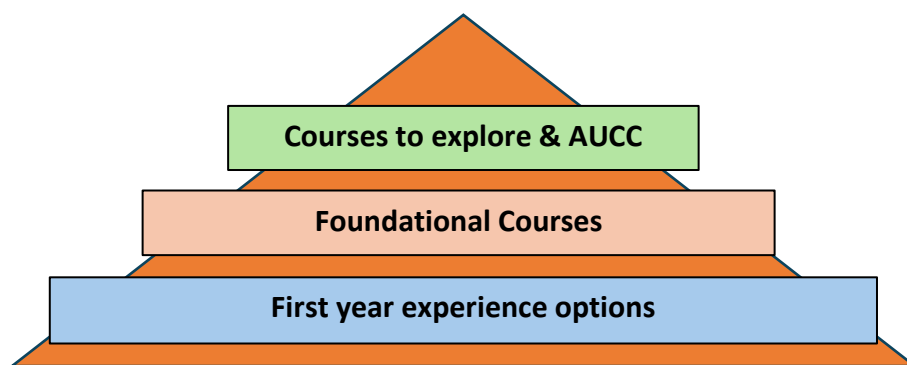 Courses to explore & AUCC
Foundational Courses
First year experience options